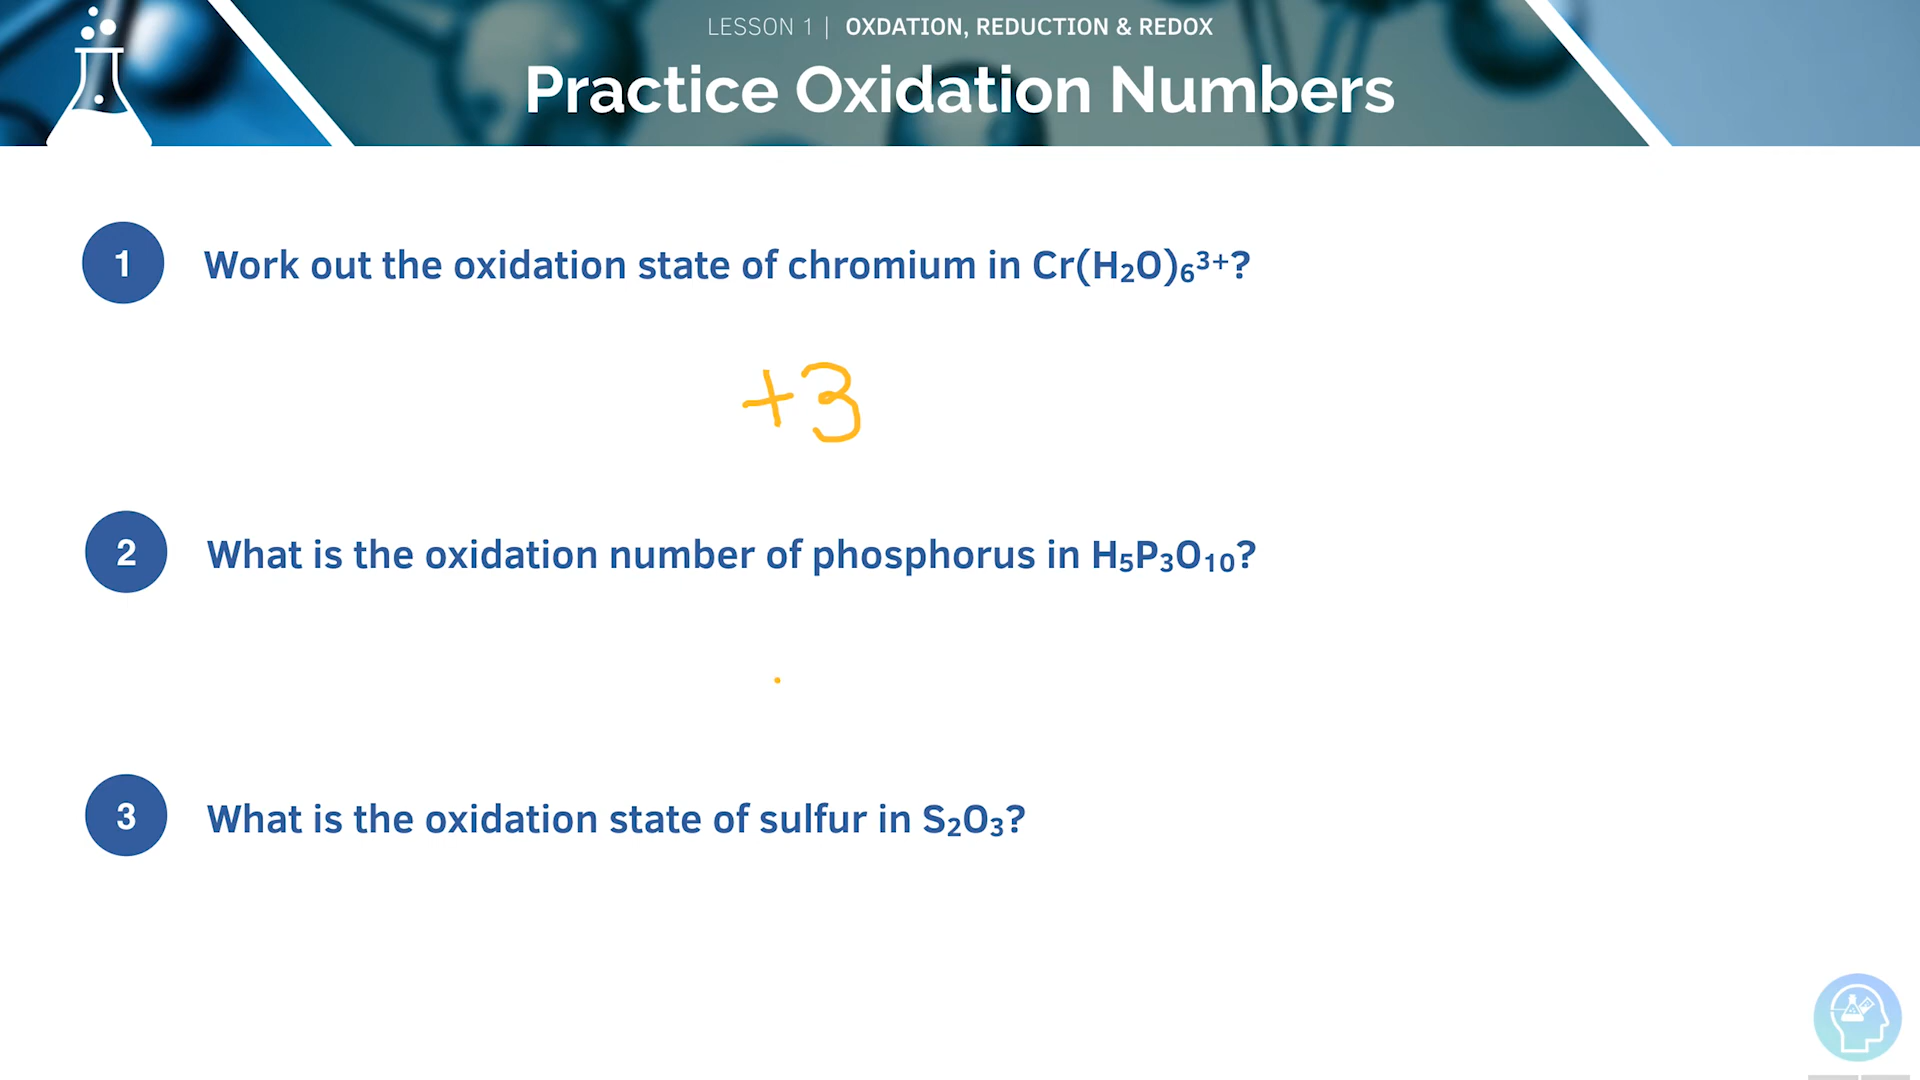 LESSON 1 | OXDATION, REDUCTION & REDOX
Practice Oxidation Numbers
1 Work out the oxidation state of chromium in Cr(H₂O)₆³⁺?
+3
2 What is the oxidation number of phosphorus in H₅P₃O₁₀?
3 What is the oxidation state of sulfur in S₂O₃?